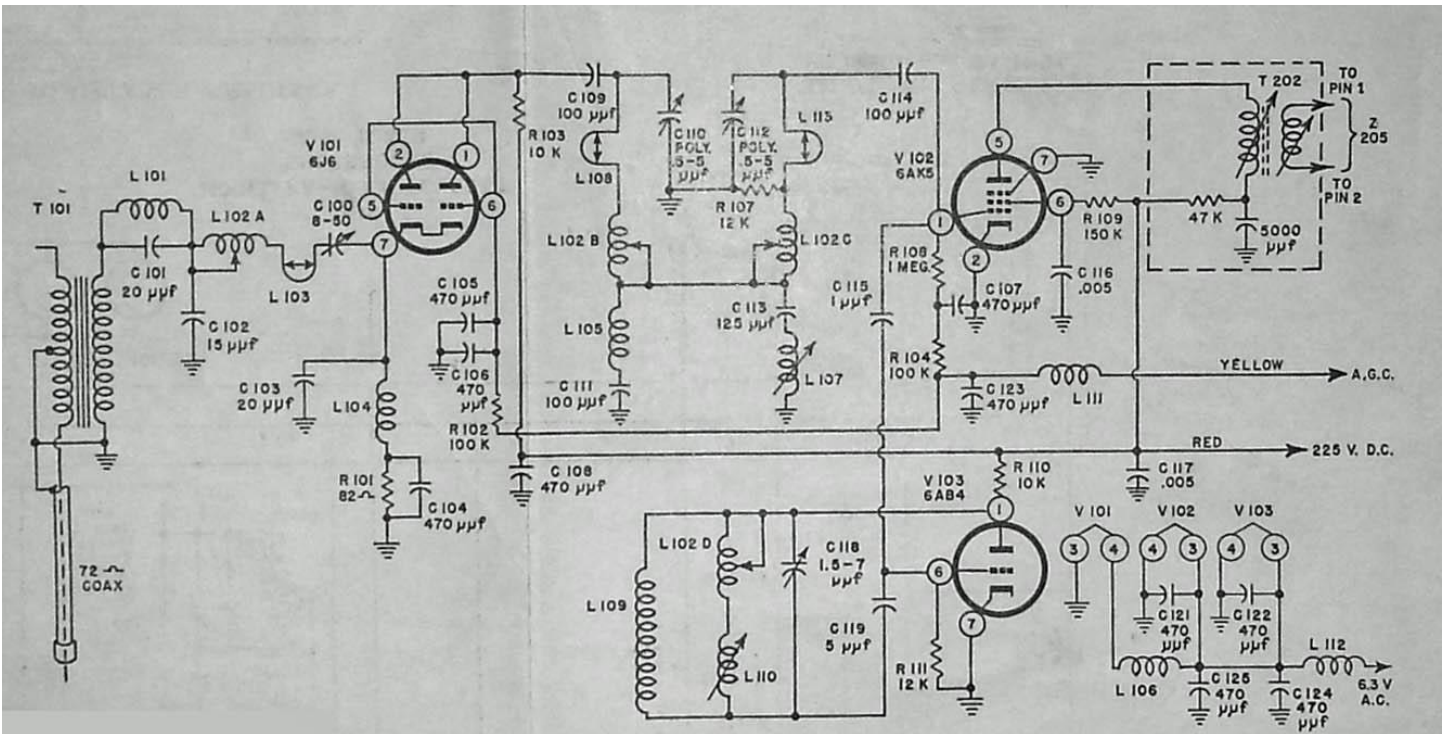 T 101
L 101
C 101
20 µµf
L 102 A
C 102
15 µµf
L 103
C 100
8-50
V 101
6J6
2
1
5
6
7
C 103
20 µµf
L 104
R 101
82 Ω
C 104
470 µµf
72 Ω
COAX
C 105
470 µµf
C 106
470
µµf
R 102
100 K
R 103
10 K
C 108
470 µµf
C 109
100 µµf
L 108
L 102 B
L 105
C 111
100 µµf
C 110
POLY.
.5-5
µµf
C 112
POLY.
.5-5
µµf
R 107
12 K
L 113
L 102 C
C 113
125 µµf
L 107
C 114
100 µµf
V 102
6AK5
5
7
1
6
2
C 115
1 µµf
R 108
1 MEG.
C 107
470 µµf
R 104
100 K
C 123
470 µµf
L 111
YELLOW
A.G.C.
R 109
150 K
C 116
.005
47 K
5000
µµf
T 202
TO
PIN 1
Z
205
TO
PIN 2
RED
225 V. D.C.
C 117
.005
R 110
10 K
V 103
6AB4
1
6
7
L 109
L 102 D
L 110
C 118
1.5-7
µµf
C 119
5 µµf
R 111
12 K
V 101
V 102
V 103
3
4
4
3
4
3
C 121
470
µµf
C 122
470
µµf
L 106
C 125
470
µµf
C 124
470
µµf
L 112
6.3 V
A.C.